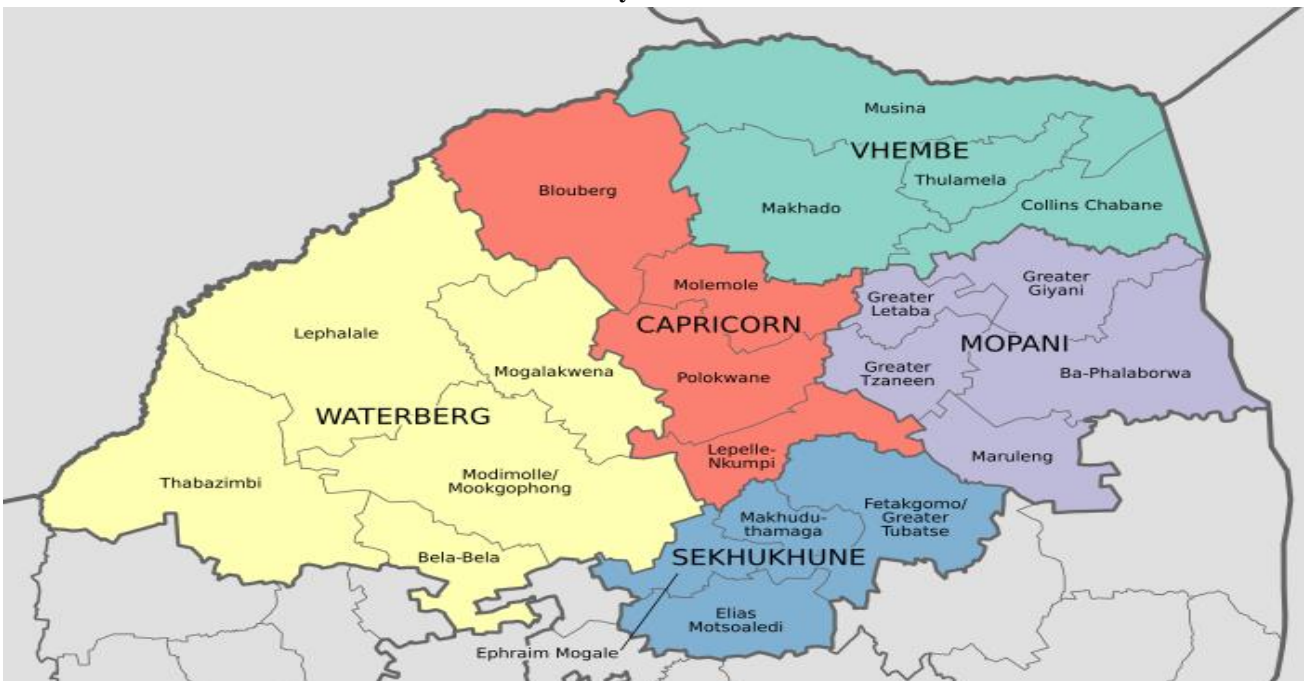 Musina
VHEMBE
Thulamela
Blouberg
Makhado
Collins Chabane
Molemole
Greater
Giyani
Greater
Letaba
CAPRICORN
Lephalale
MOPANI
Mogalakwena
Polokwane
Greater
Tzaneen
Ba-Phalaborwa
WATERBERG
Lepelle-
Nkumpi
Maruleng
Thabazimbi
Modimolle/
Mookgophong
Fetakgomo/
Greater
Tubatse
Makhudu-
thamaga
Bela-Bela
SEKHUKHUNE
Elias
Motsoaledi
Ephraim Mogale